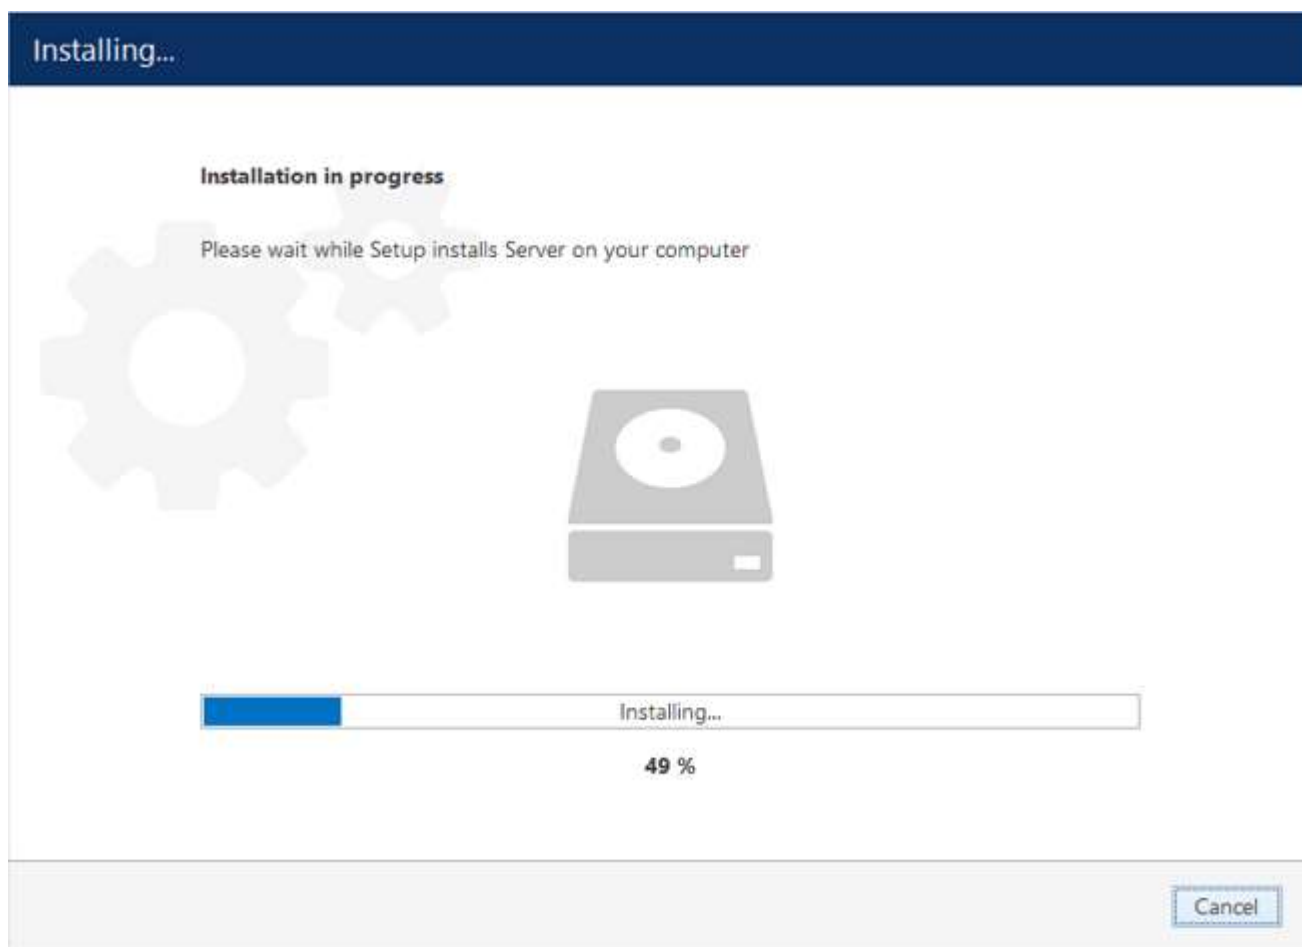 Installing...
Installation in progress
Please wait while Setup installs Server on your computer
Installing...
49 %
Cancel